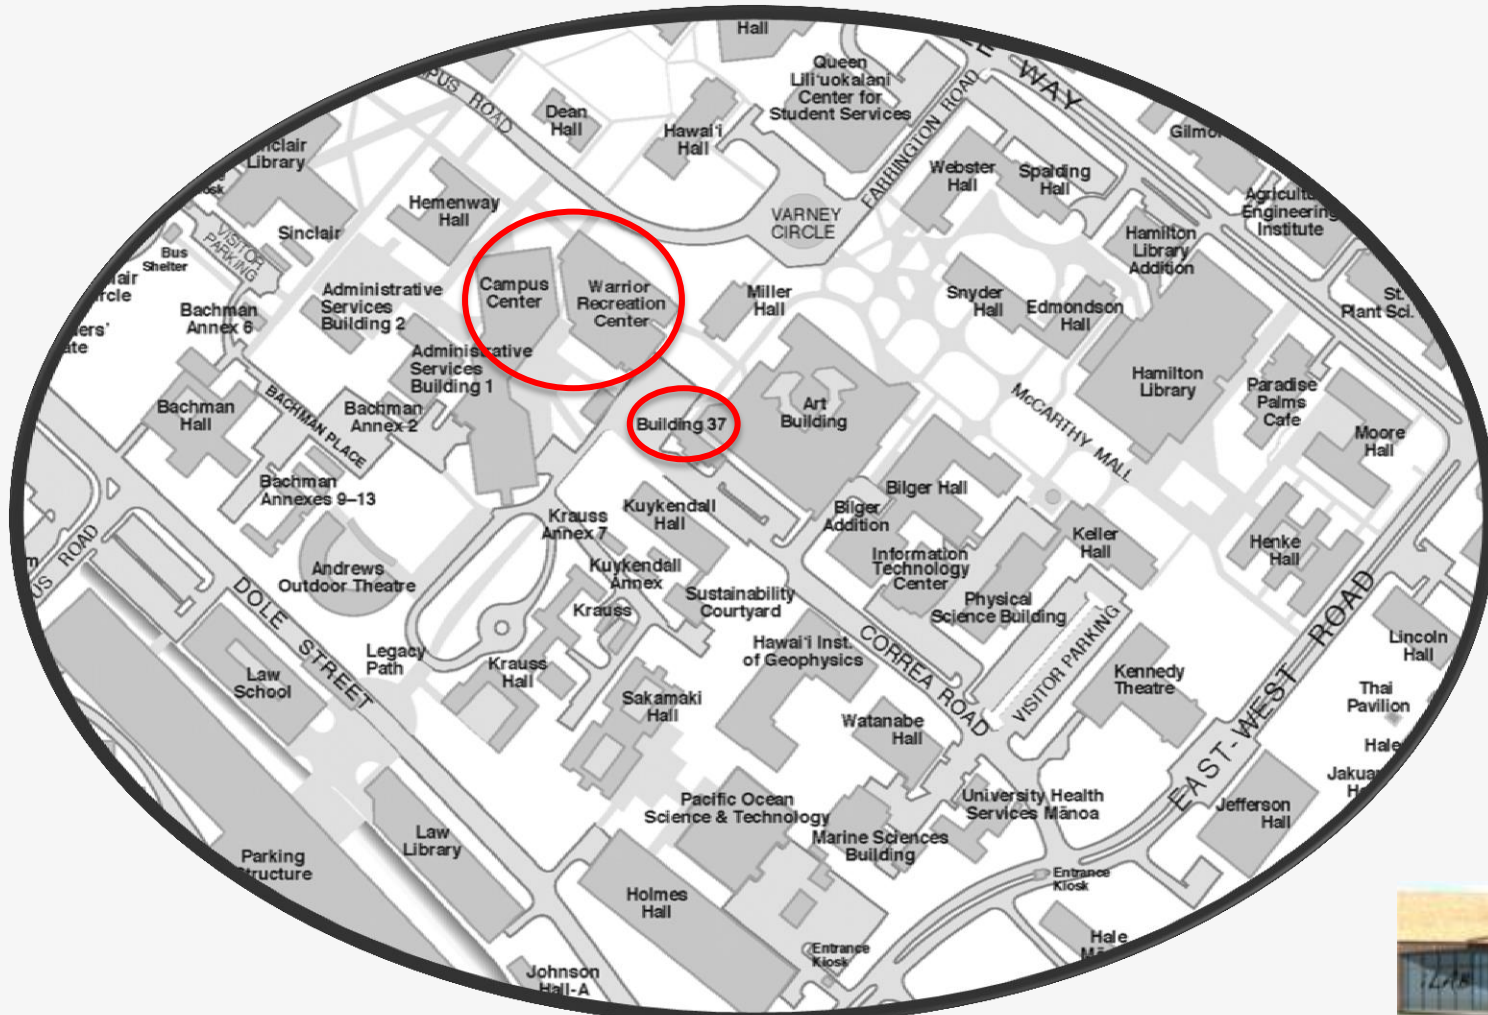 Hall
WAY
Queen
Lili‘uokalani
Center for
Student Services
CAMPUS ROAD
Dean
Hall
Hawai‘i
Hall
FARRINGTON ROAD
Webster
Hall
Spalding
Hall
Library
Hemenway
Hall
VARNEY
CIRCLE
Engineering
Institute
Hamilton
Library
Addition
VISITOR
PARKING
Sinclair
Bus
Shelter
Campus
Center
Warrior
Recreation
Center
Miller
Hall
Snyder
Hall
Edmondson
Hall
St.
Plant Sci.
Administrative
Services
Building 2
Bachman
Annex 6
Administrative
Services
Building 1
Hamilton
Library
Paradise
Palms
Cafe
Bachman
Hall
BACHMAN PLACE
Bachman
Annex 2
Building 37
Art
Building
McCARTHY MALL
Moore
Hall
Bachman
Annexes 9–13
Kuykendall
Hall
Bilger Hall
Bilger
Addition
Krauss
Annex 7
Keller
Hall
Henke
Hall
Information
Technology
Center
Andrews
Outdoor Theatre
Kuykendall
Annex
Sustainability
Courtyard
Physical
Science Building
ROAD
DOLE STREET
Krauss
Hawai‘i Inst.
of Geophysics
CORREA ROAD
VISITOR PARKING
EAST-WEST ROAD
Lincoln
Hall
Legacy
Path
Krauss
Hall
Law
School
Sakamaki
Hall
Watanabe
Hall
Kennedy
Theatre
Thai
Pavilion
Hale
Pacific Ocean
Science & Technology
University Health
Services Mānoa
Jefferson
Hall
Law
Library
Marine Sciences
Building
Parking
Structure
Entrance
Kiosk
Holmes
Hall
Hale
Entrance
Kiosk
Johnson
Hall-A